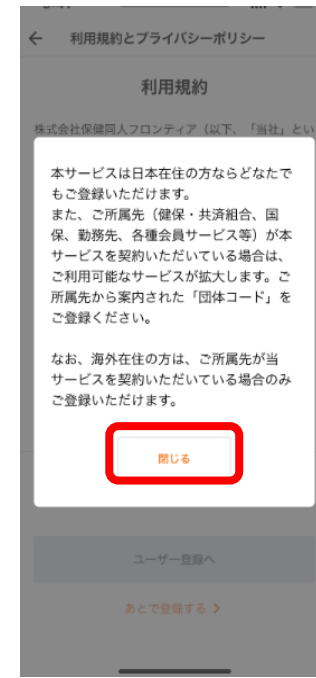 ← 利用規約とプライバシーポリシー
利用規約
株式会社保健同人フロンティア（以下、「当社」とい
本サービスは日本在住の方ならどなたで
もご登録いただけます。
また、ご所属先（健保・共済組合、国
保、勤務先、各種会員サービス等）が本
サービスを契約いただいている場合は、
ご利用可能なサービスが拡大します。ご
所属先から案内された「団体コード」を
ご登録ください。
なお、海外在住の方は、ご所属先が当
サービスを契約いただいている場合のみ
ご登録いただけます。
閉じる
ユーザー登録へ
あとで登録する >